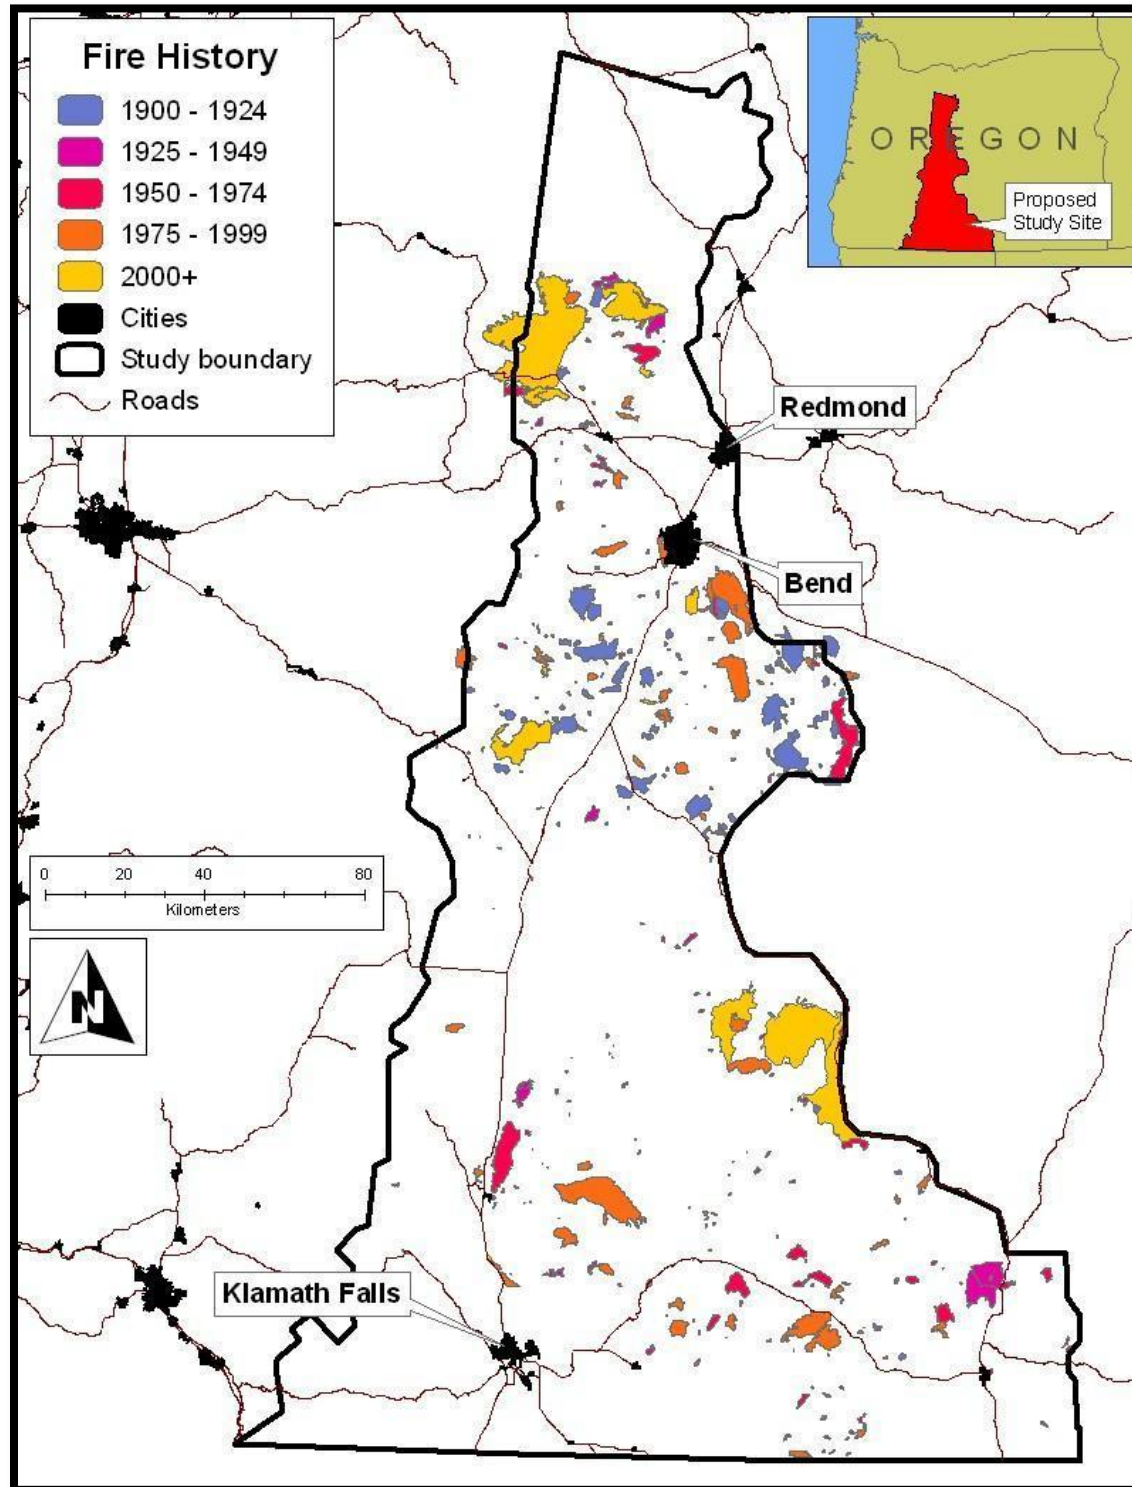 Fire History
1900 - 1924
1925 - 1949
1950 - 1974
1975 - 1999
2000+
Cities
Study boundary
Roads
OREGON
Proposed
Study Site
Redmond
Bend
0 20 40 80
Kilometers
N
Klamath Falls